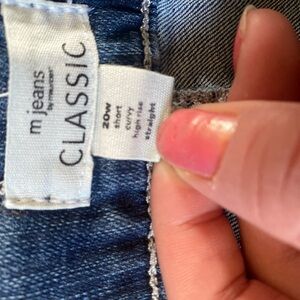 m jeans
by maurices
CLASSIC
20w
short
curvy
high rise
straight